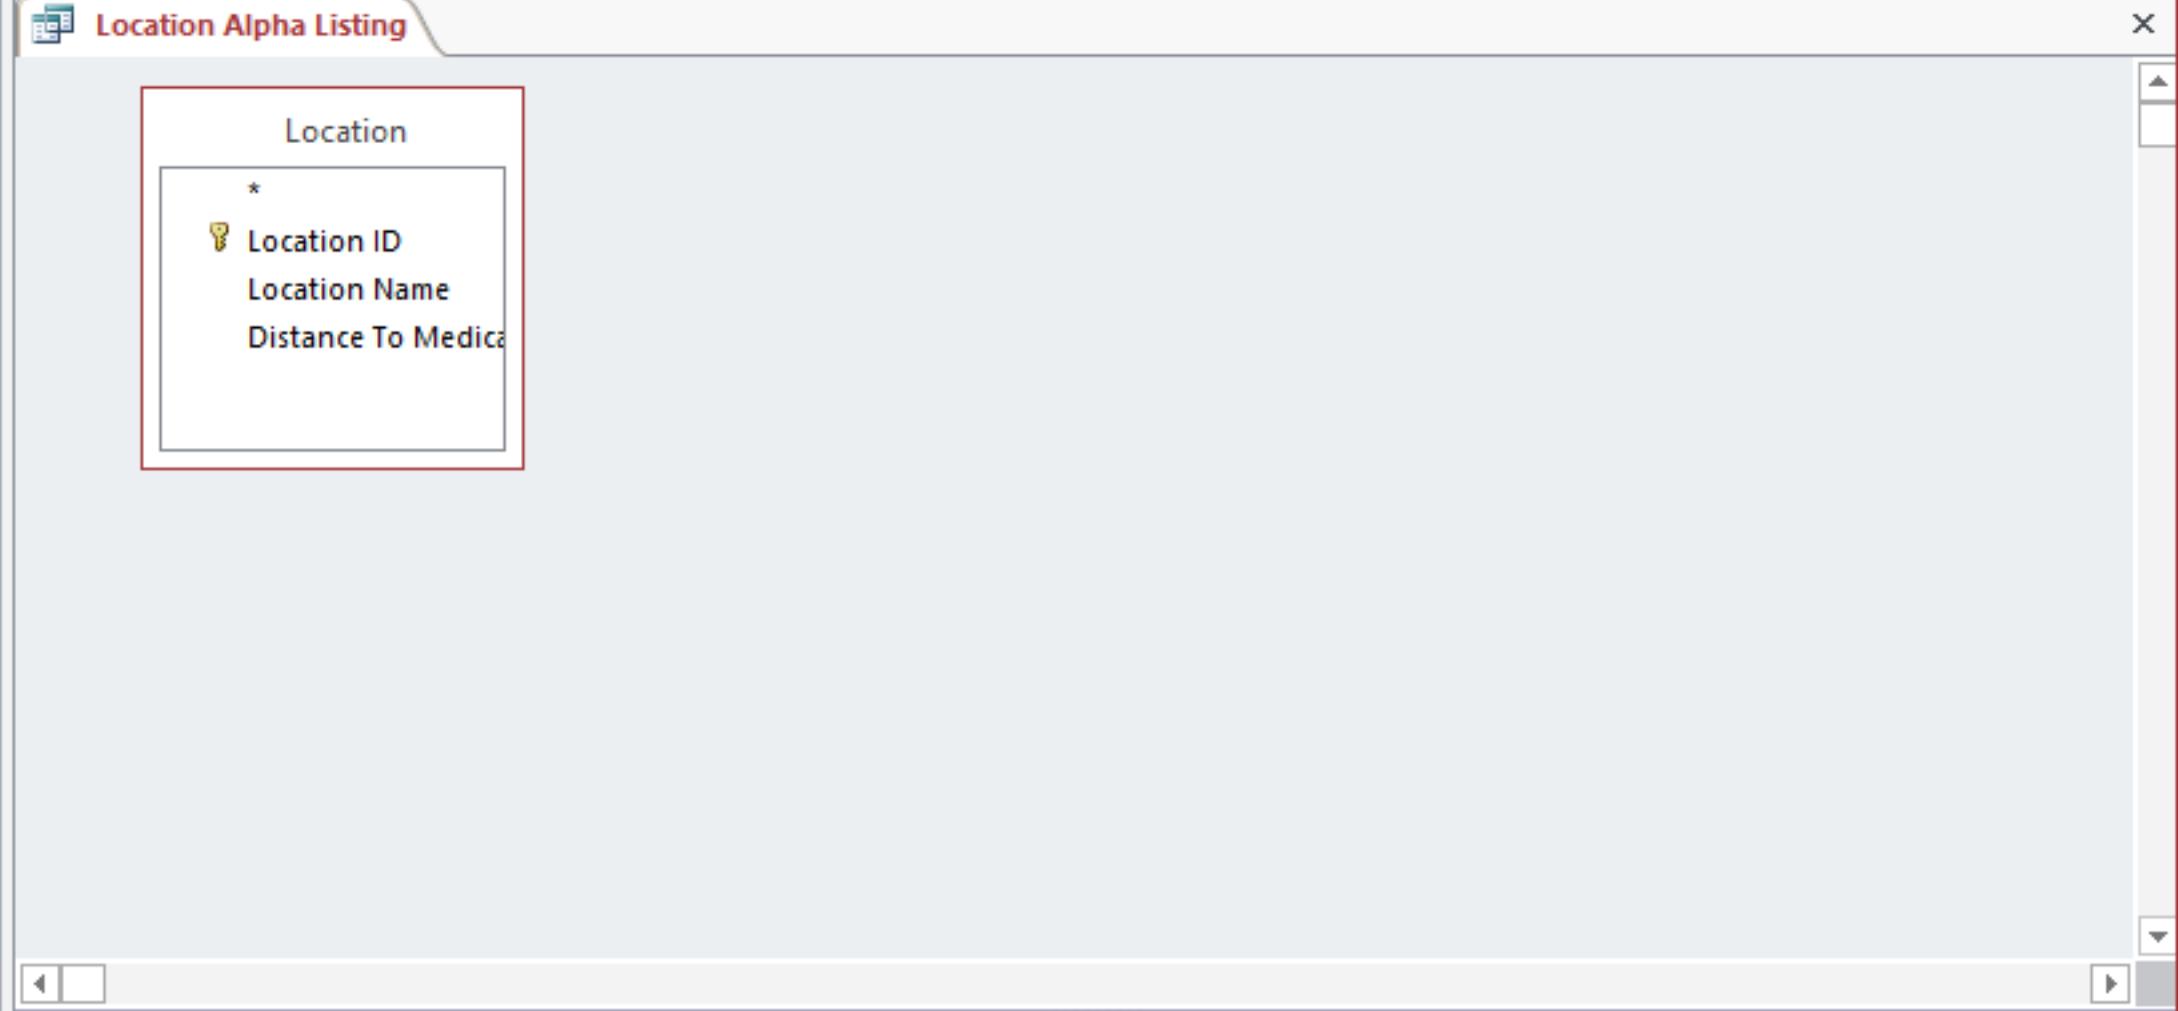 Location Alpha Listing
Location
*
Location ID
Location Name
Distance To Medica